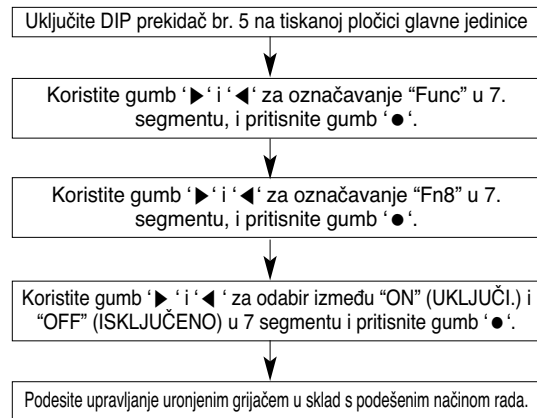 Uključite DIP prekidač br. 5 na tiskanoj pločici glavne jedinice
Koristite gumb ‘▶‘ i ‘◀‘ za označavanje “Func” u 7.
segmentu, i pritisnite gumb ‘●‘.
Koristite gumb ‘▶‘ i ‘◀‘ za označavanje “Fn8” u 7.
segmentu, i pritisnite gumb ‘●‘.
Koristite gumb ‘▶ ‘ i ‘◀ ‘ za odabir između “ON” (UKLJUČI.) i
“OFF” (ISKLJUČENO) u 7 segmentu i pritisnite gumb ‘●‘.
Podesite upravljanje uronjenim grijačem u sklad s podešenim načinom rada.